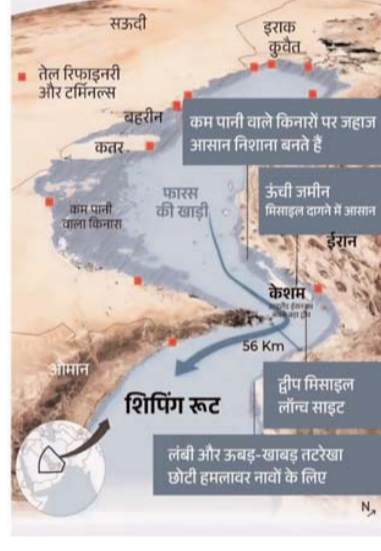 सऊदी
इराक
कुवैत
तेल रिफाइनरी
और टर्मिनल्स
बहरीन
कम पानी वाले किनारों पर जहाज
आसान निशाना बनते हैं
कतर
फारस
की खाड़ी
ऊंची जमीन
मिसाइल दागने में आसान
कम पानी
वाला किनारा
ईरान
केशम
56 Km
ओमान
द्वीप मिसाइल
लॉन्च साइट
शिपिंग रूट
लंबी और ऊबड़-खाबड़ तटरेखा
छोटी हमलावर नावों के लिए
N